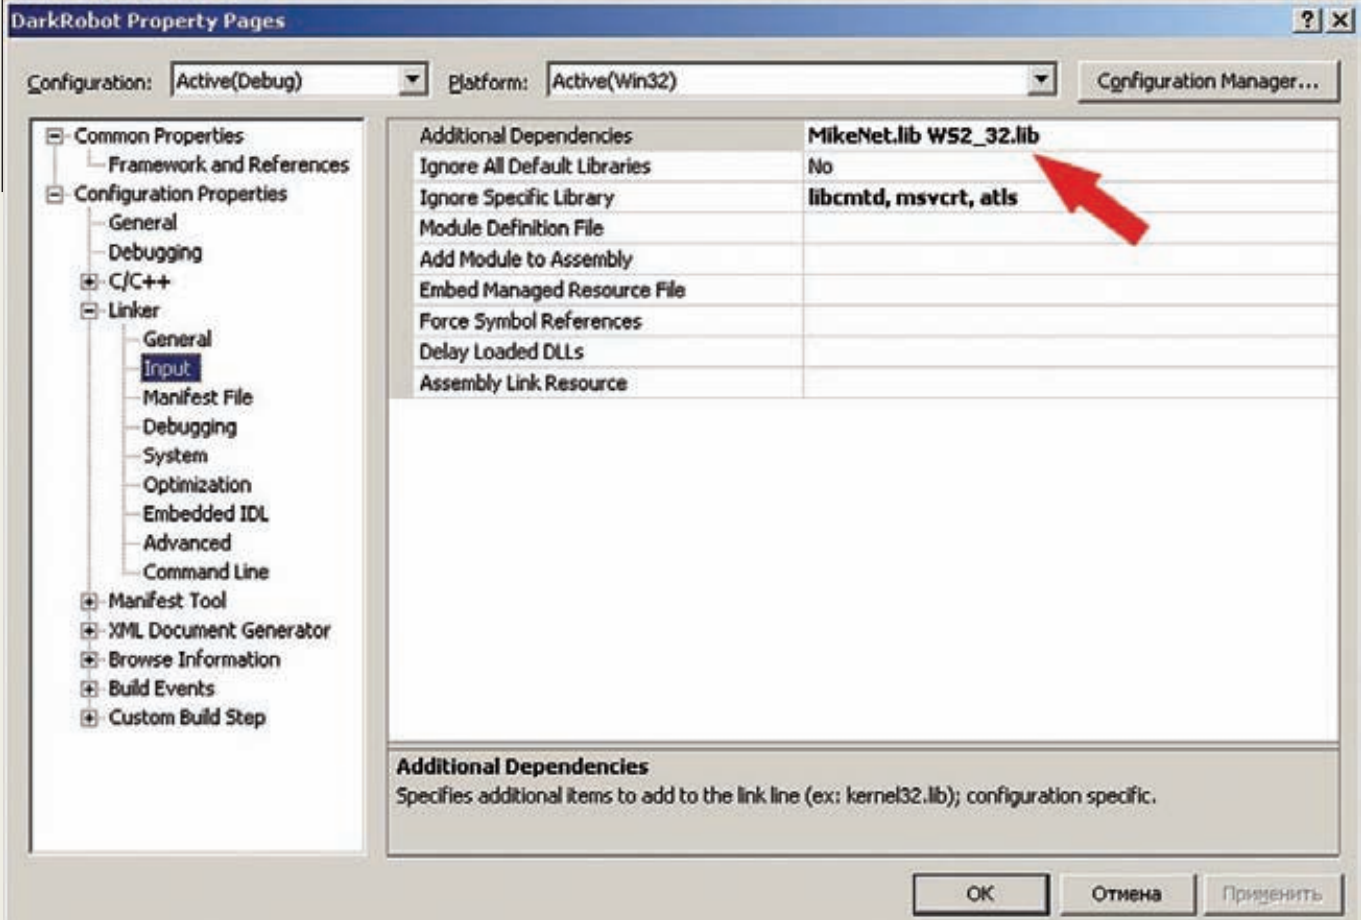 DarkRobot Property Pages
Configuration: Active(Debug) Platform: Active(Win32) Configuration Manager...
Common Properties
Framework and References
Configuration Properties
General
Debugging
C/C++
Linker
General
Input
Manifest File
Debugging
System
Optimization
Embedded IDL
Advanced
Command Line
Manifest Tool
XML Document Generator
Browse Information
Build Events
Custom Build Step
Additional Dependencies MikeNet.lib WS2_32.lib
Ignore All Default Libraries No
Ignore Specific Library libcmtd, msvcrt, atls
Module Definition File
Add Module to Assembly
Embed Managed Resource File
Force Symbol References
Delay Loaded DLLs
Assembly Link Resource
Additional Dependencies
Specifies additional items to add to the link line (ex: kernel32.lib); configuration specific.
OK Отмена Применить